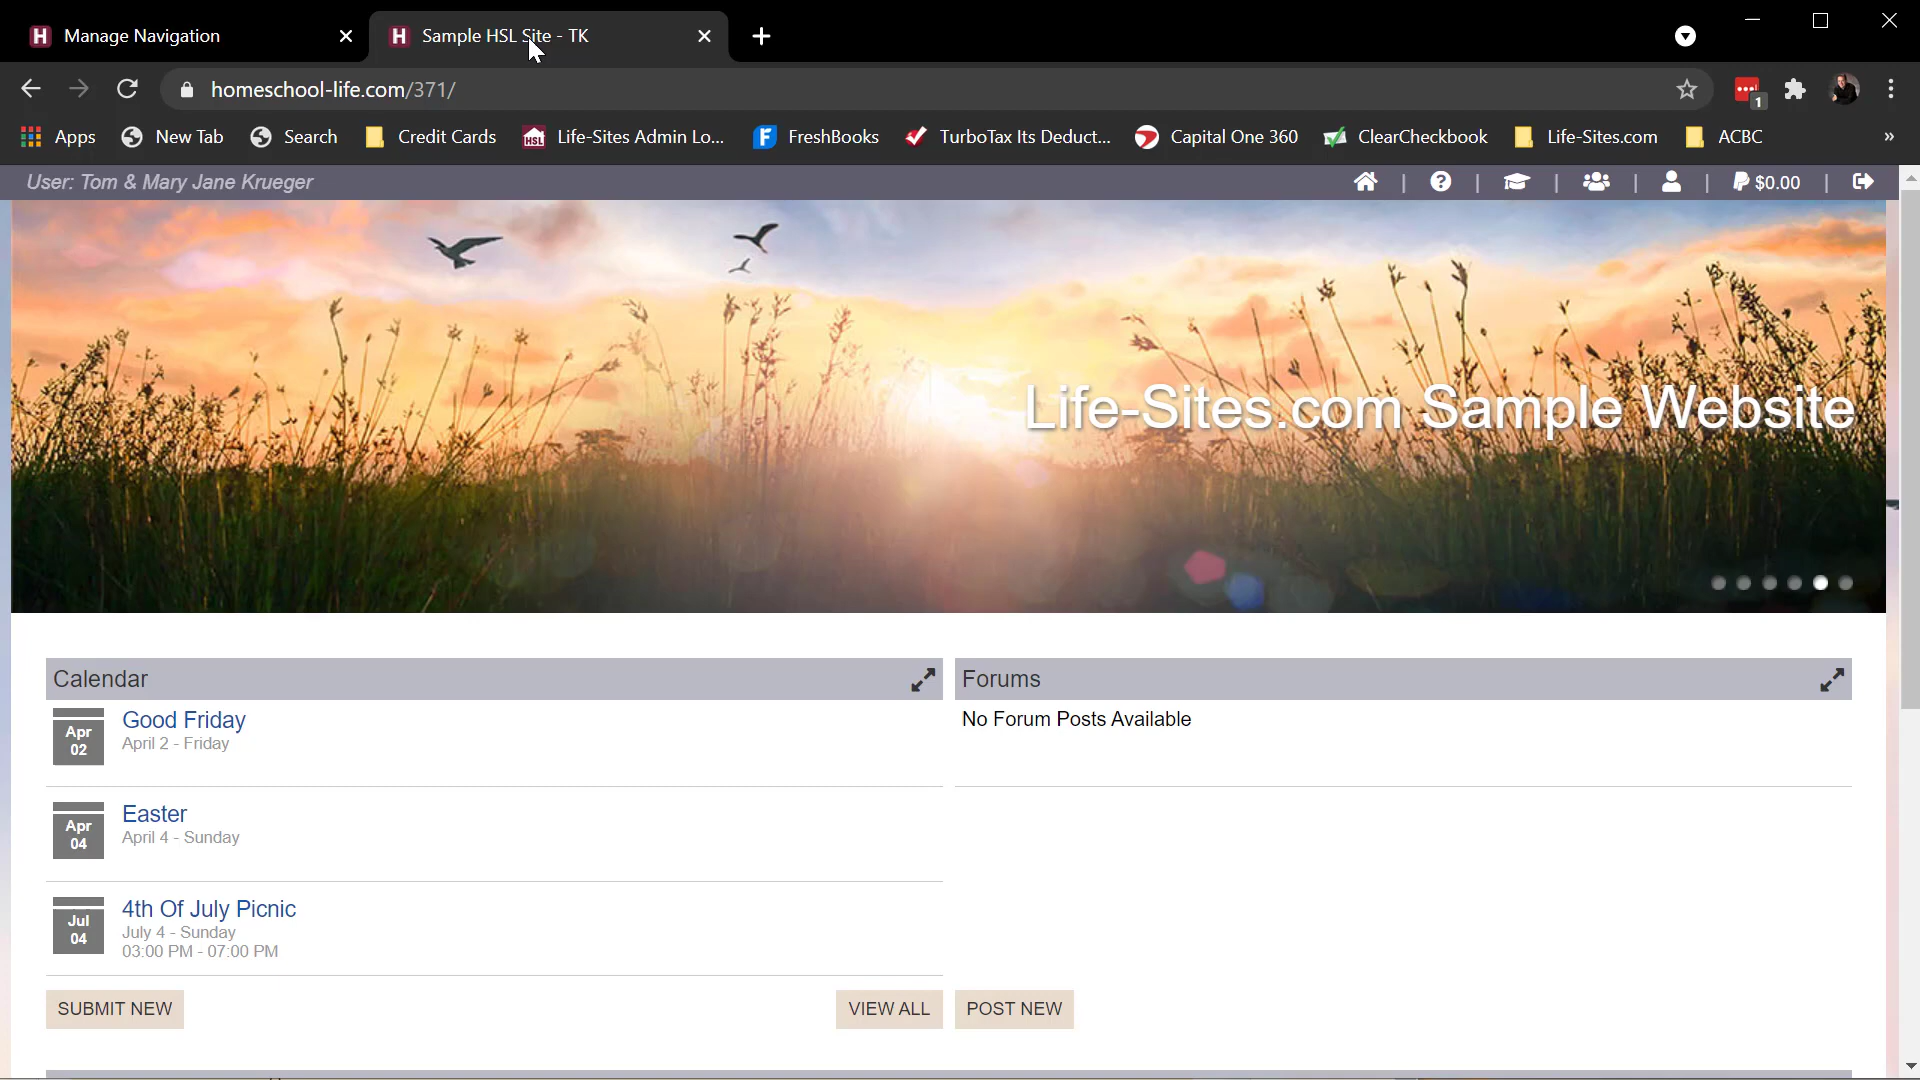 Manage Navigation
Sample HSL Site - TK
homeschool-life.com/371/
1
Apps
New Tab
Search
Credit Cards
HSL
Life-Sites Admin Lo...
FreshBooks
TurboTax Its Deduct...
Capital One 360
ClearCheckbook
Life-Sites.com
ACBC
»
User: Tom & Mary Jane Krueger
$0.00
Life-Sites.com Sample Website
Calendar
Apr
02
Good Friday
April 2 - Friday
Apr
04
Easter
April 4 - Sunday
Jul
04
4th Of July Picnic
July 4 - Sunday
03:00 PM - 07:00 PM
SUBMIT NEW
VIEW ALL
Forums
No Forum Posts Available
POST NEW